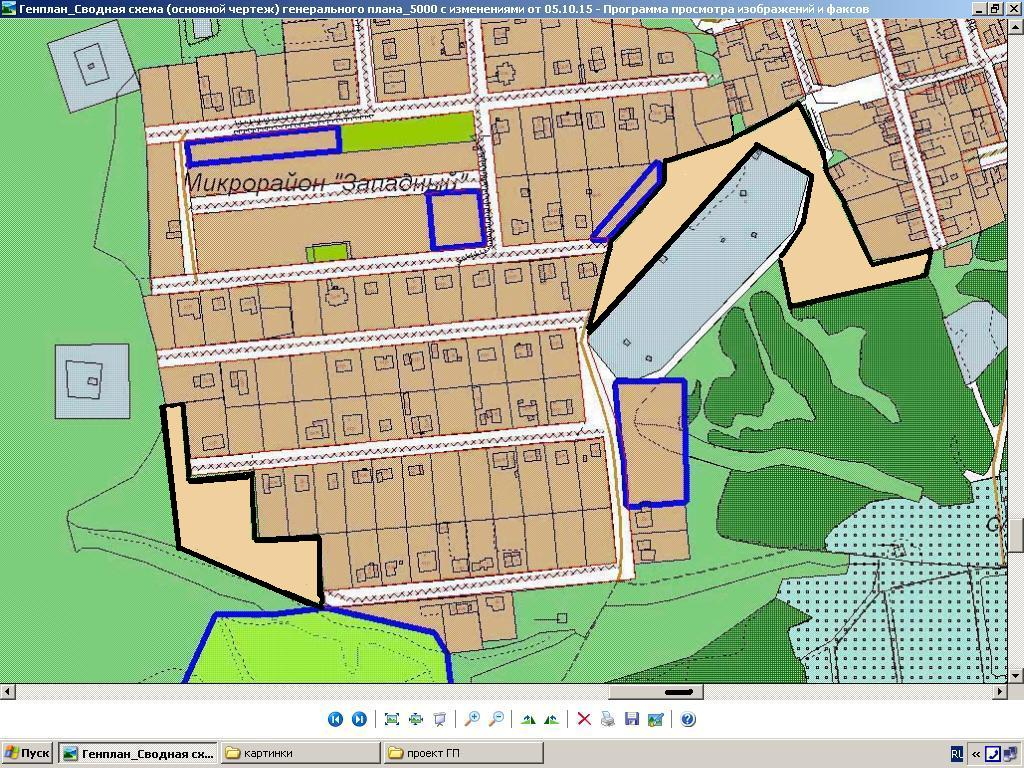 Генплан_Сводная схема (основной чертеж) генерального плана_5000 с изменениями от 05.10.15 - Программа просмотра изображений и факсов
Микрорайон "Западный"
Пуск
Генплан_Сводная сх...
картинки
проект ГП
RU
«